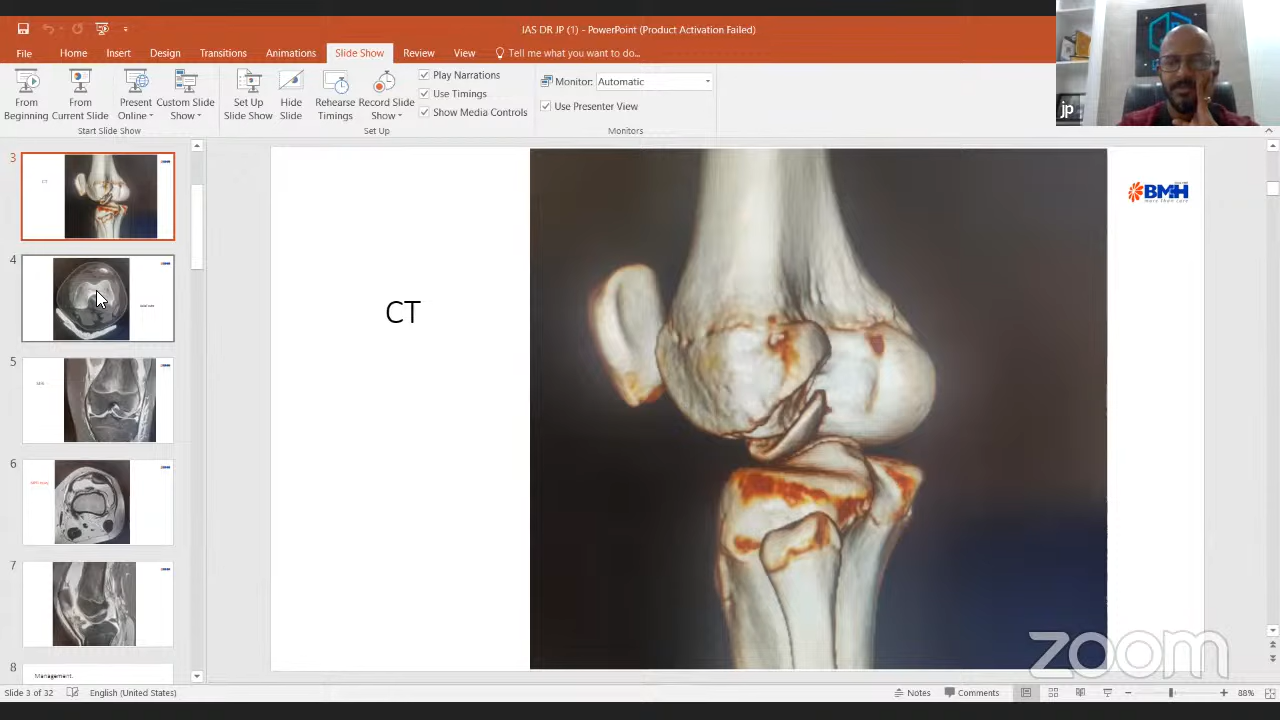 IAS DR JP (1) - PowerPoint (Product Activation Failed)
File Home Insert Design Transitions Animations Slide Show Review View Tell me what you want to do...
From Beginning
From Current Slide
Present Online
Custom Slide Show
Start Slide Show
Set Up Slide Show
Hide Slide
Rehearse Timings
Record Slide Show
Play Narrations
Use Timings
Show Media Controls
Set Up
Monitor: Automatic
Use Presenter View
Monitors
jp
3
CT
4
5
6
7
8
Management.
CT
BMH
zoom
Slide 3 of 32 English (United States)
Notes Comments 88%